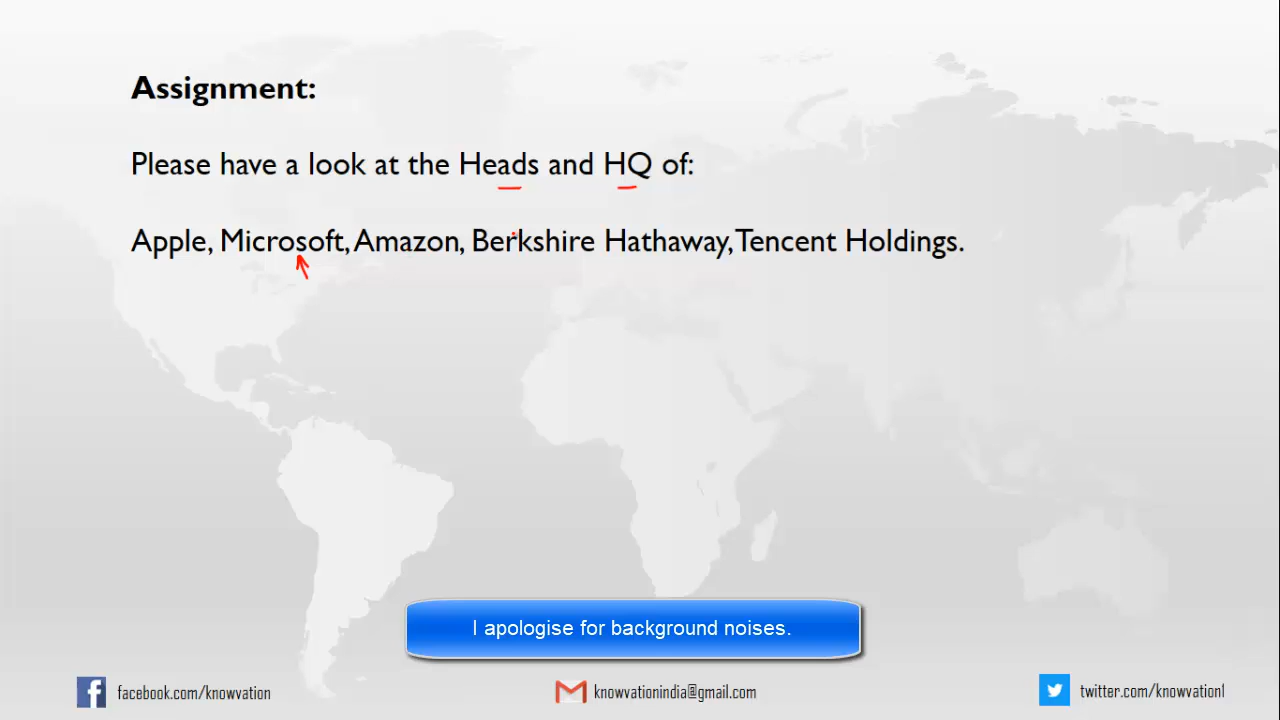 Assignment:
Please have a look at the Heads and HQ of:
Apple, Microsoft, Amazon, Berkshire Hathaway, Tencent Holdings.
I apologise for background noises.
facebook.com/knowvation
knowvationindia@gmail.com
twitter.com/knowvation1